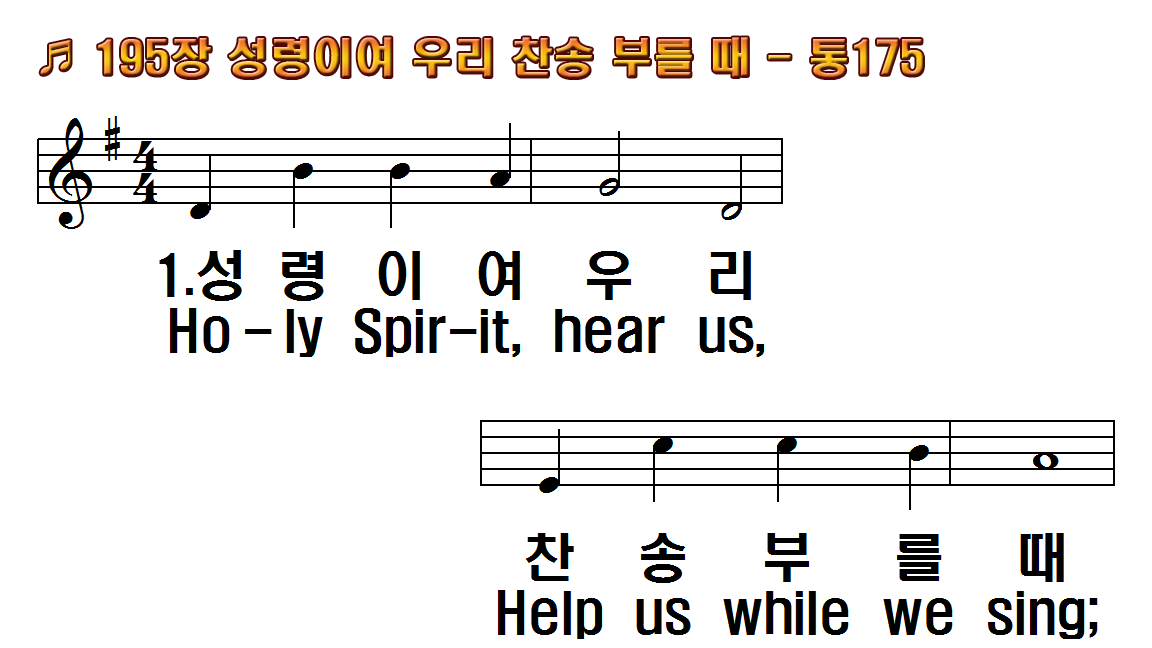 ♬ 195장 성령이여 우리 찬송 부를 때 - 통175
4
4
1.성 령 이 여 우 리
Ho-ly Spir-it, hear us,
찬 송 부 를 때
Help us while we sing;